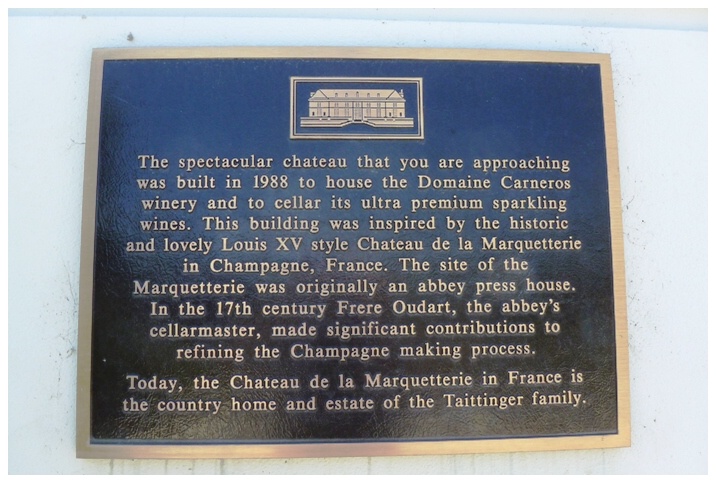 The spectacular chateau that you are approaching
was built in 1988 to house the Domaine Carneros
winery and to cellar its ultra premium sparkling
wines. This building was inspired by the historic
and lovely Louis XV style Chateau de la Marquetterie
in Champagne, France. The site of the
Marquetterie was originally an abbey press house.
In the 17th century Frere Oudart, the abbey's
cellarmaster, made significant contributions to
refining the Champagne making process.
Today, the Chateau de la Marquetterie in France is
the country home and estate of the Taittinger family.